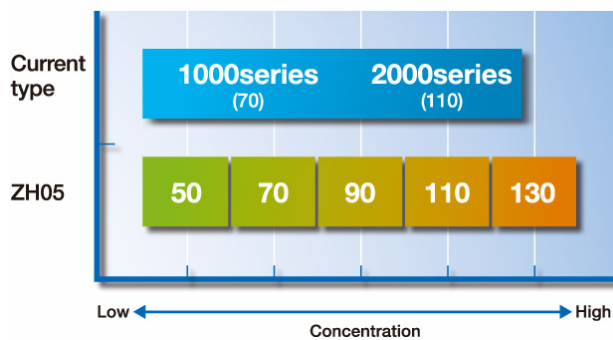 Current
type
1000series
(70)
2000series
(110)
ZH05
50
70
90
110
130
Low
High
Concentration